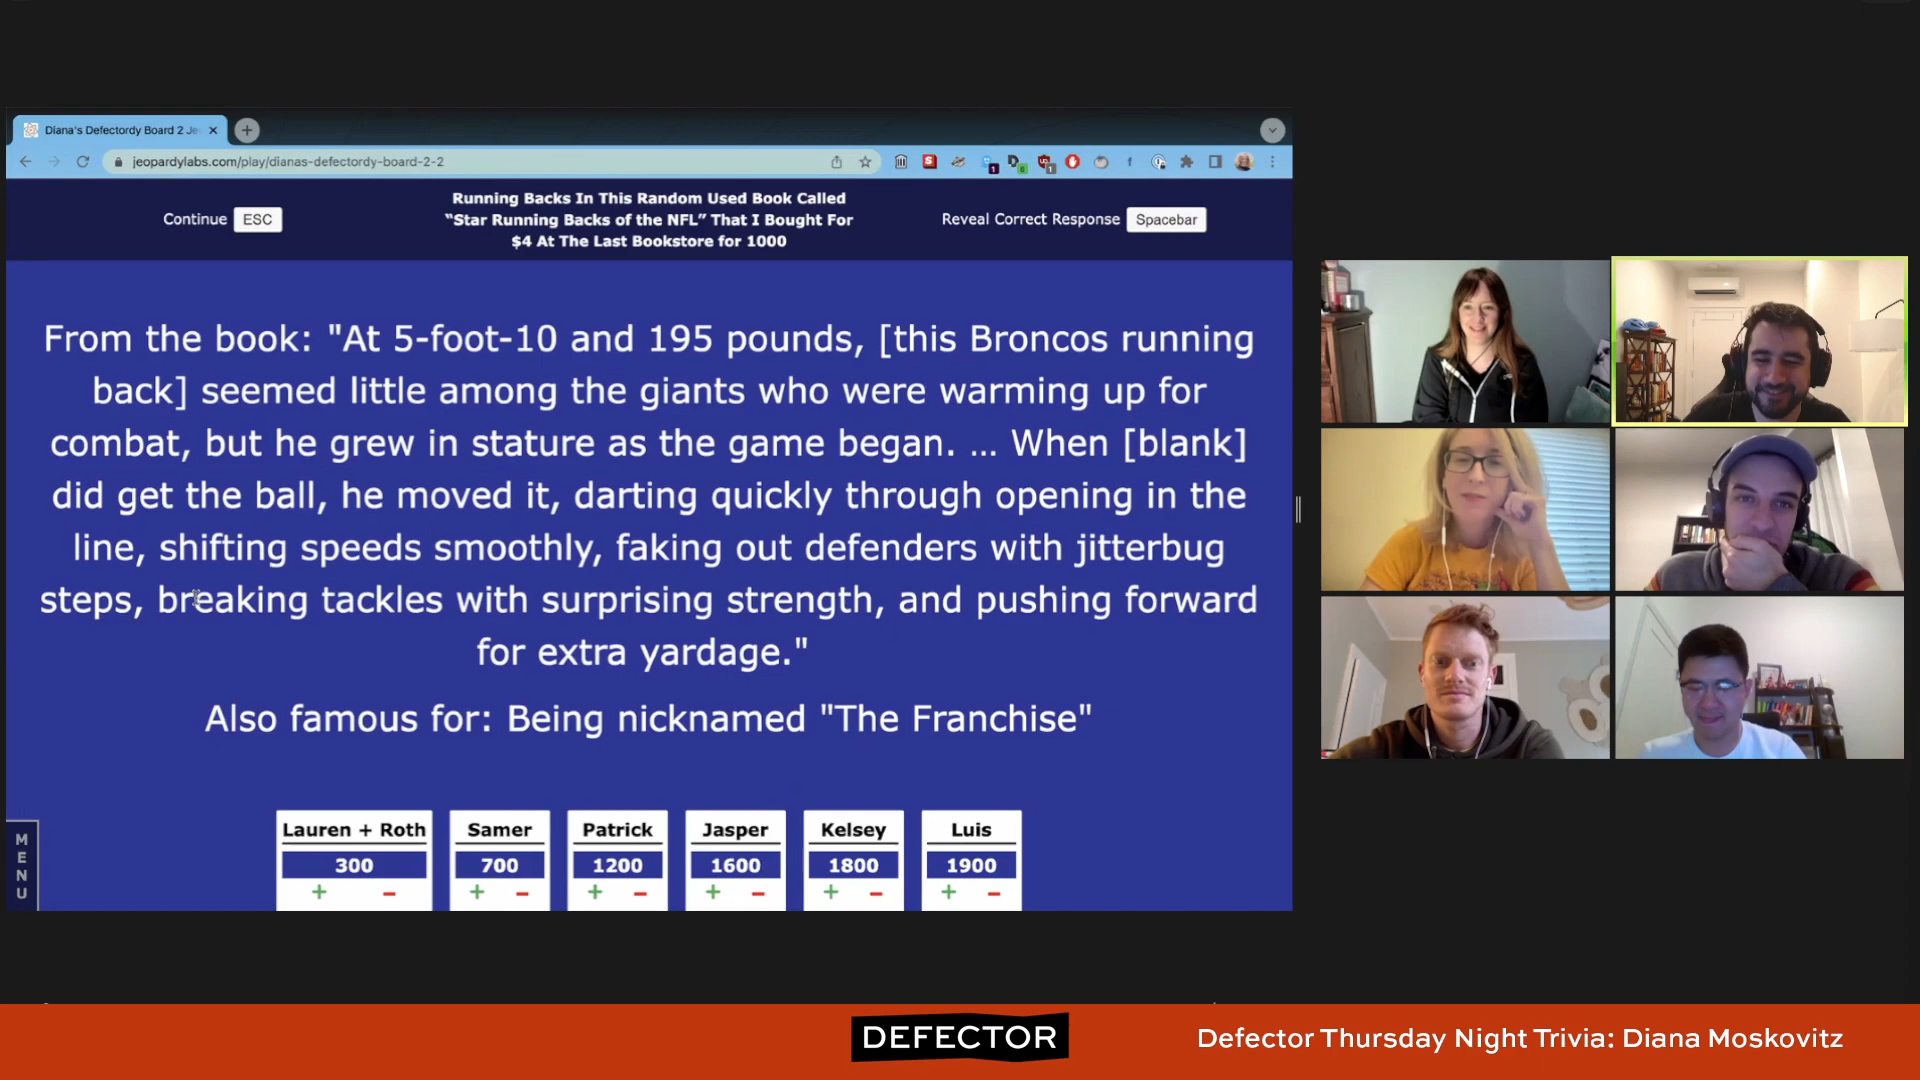 Diana's Defectordy Board 2 Je
jeopardylabs.com/play/dianas-defectordy-board-2-2
Continue ESC
Running Backs In This Random Used Book Called
"Star Running Backs of the NFL" That I Bought For
$4 At The Last Bookstore for 1000
Reveal Correct Response Spacebar
From the book: "At 5-foot-10 and 195 pounds, [this Broncos running
back] seemed little among the giants who were warming up for
combat, but he grew in stature as the game began. ... When [blank]
did get the ball, he moved it, darting quickly through opening in the
line, shifting speeds smoothly, faking out defenders with jitterbug
steps, breaking tackles with surprising strength, and pushing forward
for extra yardage."
Also famous for: Being nicknamed "The Franchise"
MENU
Lauren + Roth Samer Patrick Jasper Kelsey Luis
300 700 1200 1600 1800 1900
+ − + − + − + − + − + −
DEFECTOR
Defector Thursday Night Trivia: Diana Moskovitz